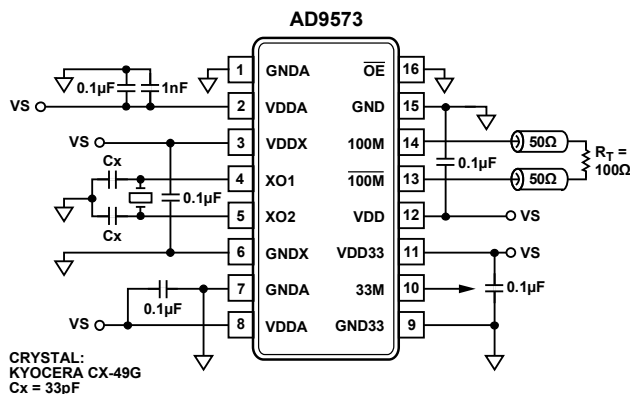 AD9573
1 GNDA
OE 16
0.1µF 1nF
VS
2 VDDA
GND 15
3 VDDX
100M 14
50Ω
RT =
100Ω
VS
Cx
0.1µF
4 XO1
100M 13
50Ω
0.1µF
Cx
5 XO2
VDD 12
VS
6 GNDX
VDD33 11
VS
7 GNDA
33M 10
0.1µF
0.1µF
VS
8 VDDA
GND33 9
CRYSTAL:
KYOCERA CX-49G
Cx = 33pF